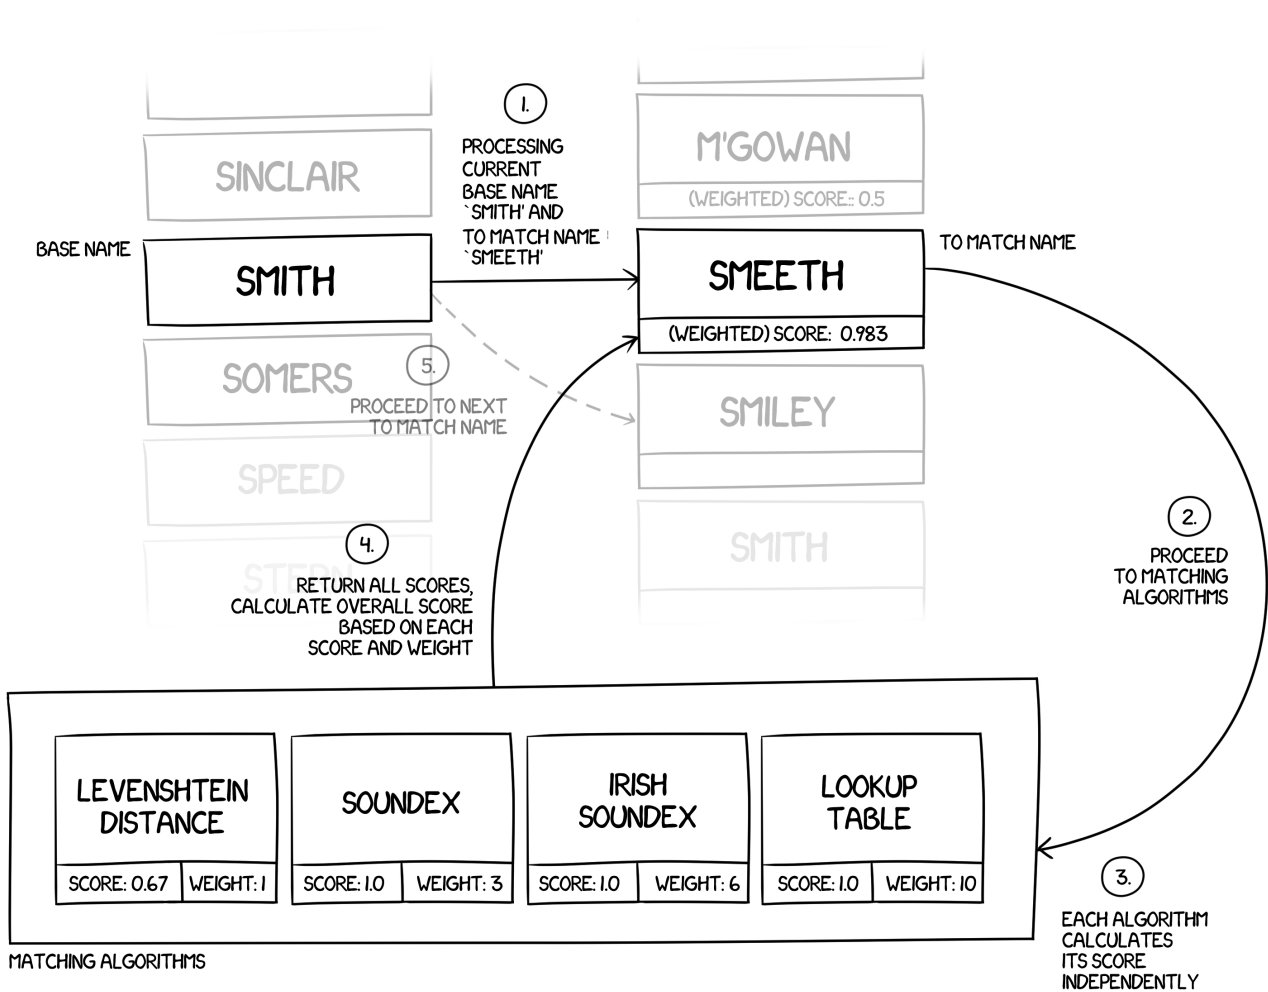 1.
PROCESSING
CURRENT
BASE NAME
`SMITH' AND
TO MATCH NAME
`SMEETH'
SINCLAIR
BASE NAME
SMITH
SOMERS
SPEED
STERN
M'GOWAN
(WEIGHTED) SCORE:: 0.5
SMEETH
(WEIGHTED) SCORE: 0.983
TO MATCH NAME
SMILEY
SMITH
5.
PROCEED TO NEXT
TO MATCH NAME
2.
PROCEED
TO MATCHING
ALGORITHMS
4.
RETURN ALL SCORES,
CALCULATE OVERALL SCORE
BASED ON EACH
SCORE AND WEIGHT
LEVENSHTEIN
DISTANCE
SCORE: 0.67
WEIGHT: 1
SOUNDEX
SCORE: 1.0
WEIGHT: 3
IRISH
SOUNDEX
SCORE: 1.0
WEIGHT: 6
LOOKUP
TABLE
SCORE: 1.0
WEIGHT: 10
MATCHING ALGORITHMS
3.
EACH ALGORITHM
CALCULATES
ITS SCORE
INDEPENDENTLY